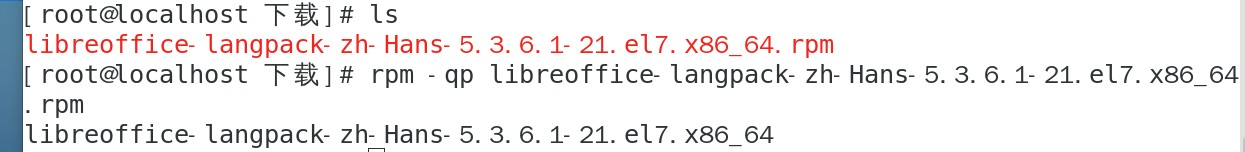 [root@localhost 下载]# ls
libreoffice-langpack-zh-Hans-5.3.6.1-21.el7.x86_64.rpm
[root@localhost 下载]# rpm -qp libreoffice-langpack-zh-Hans-5.3.6.1-21.el7.x86_64
.rpm
libreoffice-langpack-zh-Hans-5.3.6.1-21.el7.x86_64